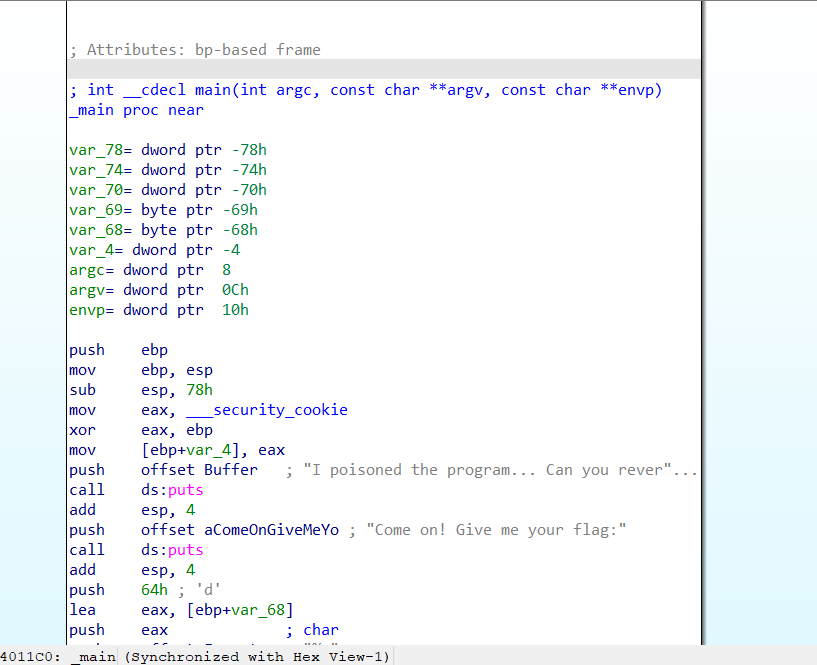 ; Attributes: bp-based frame
; int __cdecl main(int argc, const char **argv, const char **envp)
_main proc near
var_78= dword ptr -78h
var_74= dword ptr -74h
var_70= dword ptr -70h
var_69= byte ptr -69h
var_68= byte ptr -68h
var_4= dword ptr -4
argc= dword ptr  8
argv= dword ptr  0Ch
envp= dword ptr  10h
push    ebp
mov     ebp, esp
sub     esp, 78h
mov     eax, ___security_cookie
xor     eax, ebp
mov     [ebp+var_4], eax
push    offset Buffer   ; "I poisoned the program... Can you rever"...
call    ds:puts
add     esp, 4
push    offset aComeOnGiveMeYo ; "Come on! Give me your flag:"
call    ds:puts
add     esp, 4
push    64h ; 'd'
lea     eax, [ebp+var_68]
push    eax             ; char
4011C0: _main (Synchronized with Hex View-1)